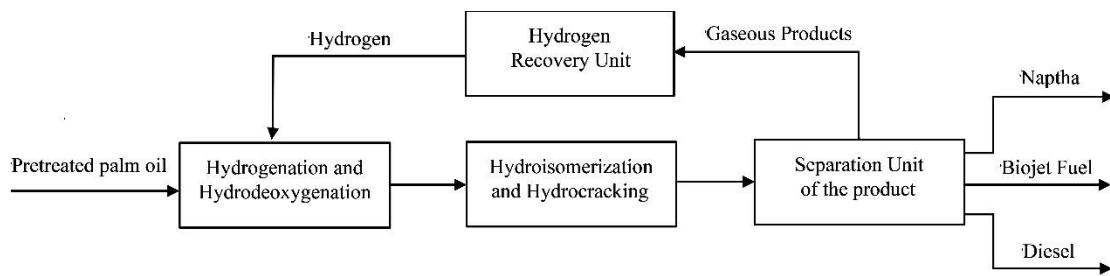 Hydrogen
Hydrogen
Recovery Unit
Gaseous Products
Naptha
Pretreated palm oil
Hydrogenation and
Hydrodeoxygenation
Hydroisomerization
and Hydrocracking
Separation Unit
of the product
Biojet Fuel
Diesel